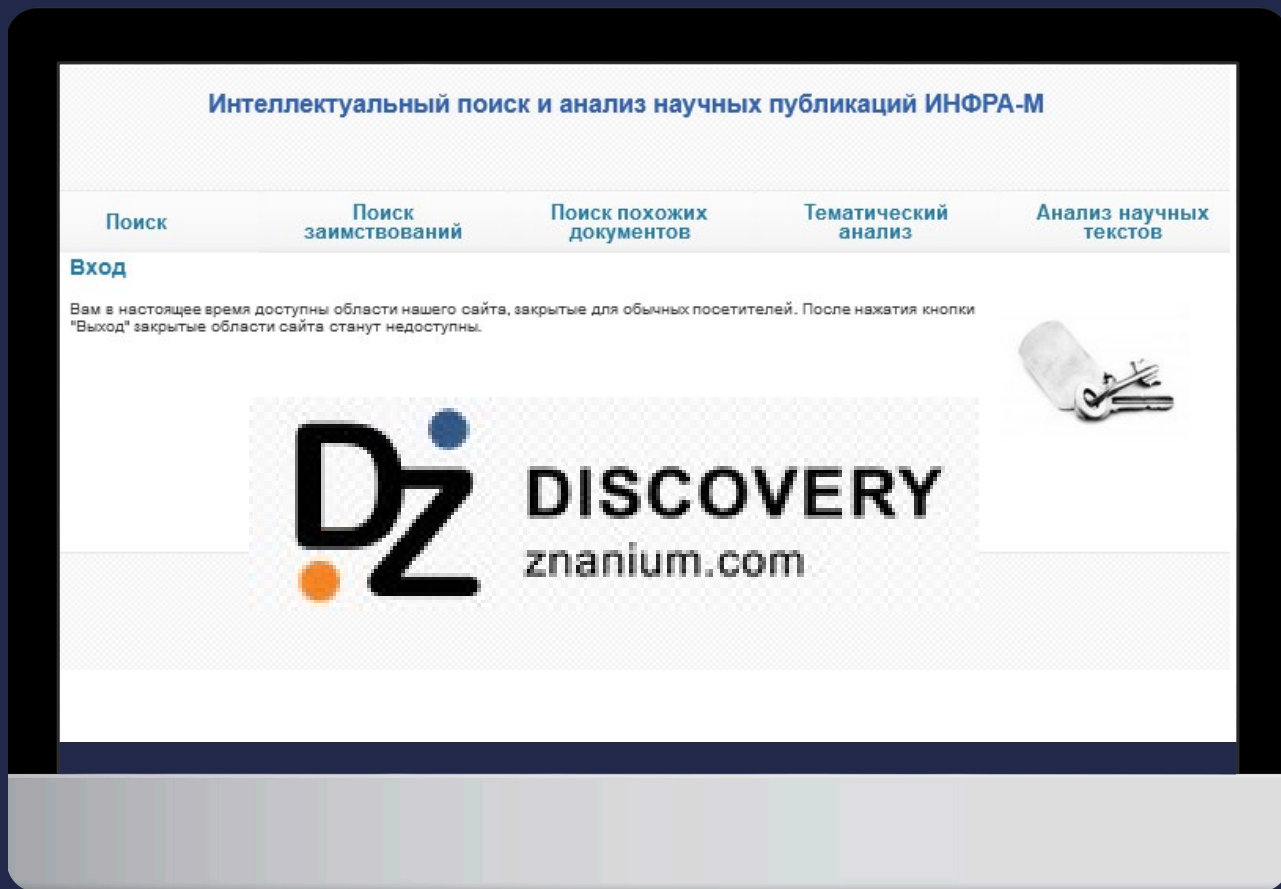 Интеллектуальный поиск и анализ научных публикаций ИНФРА-М
Поиск
Поиск
заимствований
Поиск похожих
документов
Тематический
анализ
Анализ научных
текстов
Вход
Вам в настоящее время доступны области нашего сайта, закрытые для обычных посетителей. После нажатия кнопки
"Выход" закрытые области сайта станут недоступны.
DZ
DISCOVERY
znanium.com